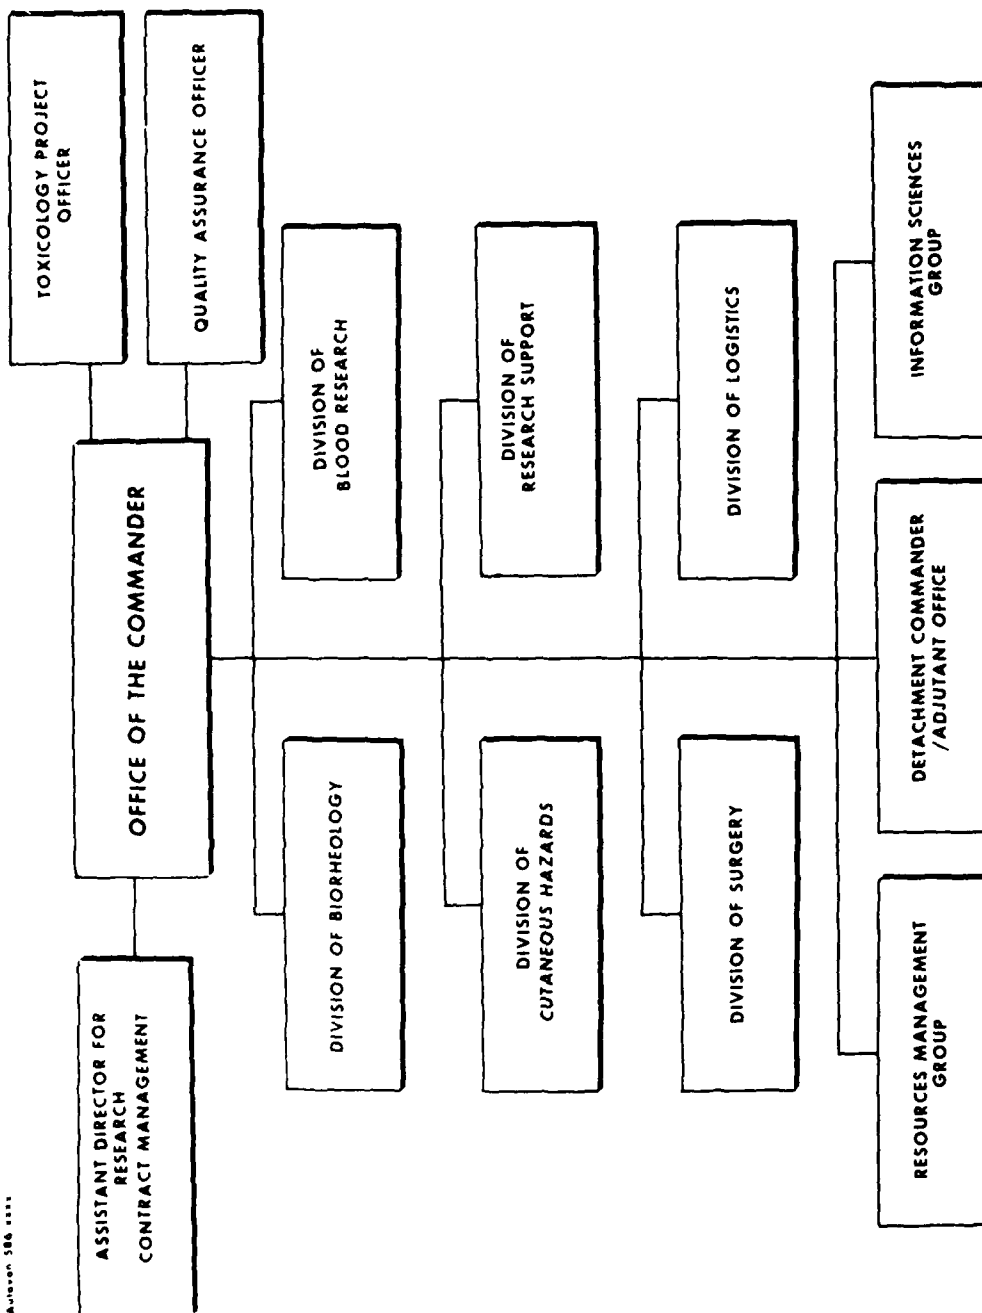 Autovon 586
ASSISTANT DIRECTOR FOR
RESEARCH
CONTRACT MANAGEMENT
OFFICE OF THE COMMANDER
TOXICOLOGY PROJECT
OFFICER
QUALITY ASSURANCE OFFICER
DIVISION OF BIORHEOLOGY
DIVISION OF
BLOOD RESEARCH
DIVISION OF
CUTANEOUS HAZARDS
DIVISION OF
RESEARCH SUPPORT
DIVISION OF SURGERY
DIVISION OF LOGISTICS
RESOURCES MANAGEMENT
GROUP
DETACHMENT COMMANDER
/ADJUTANT OFFICE
INFORMATION SCIENCES
GROUP